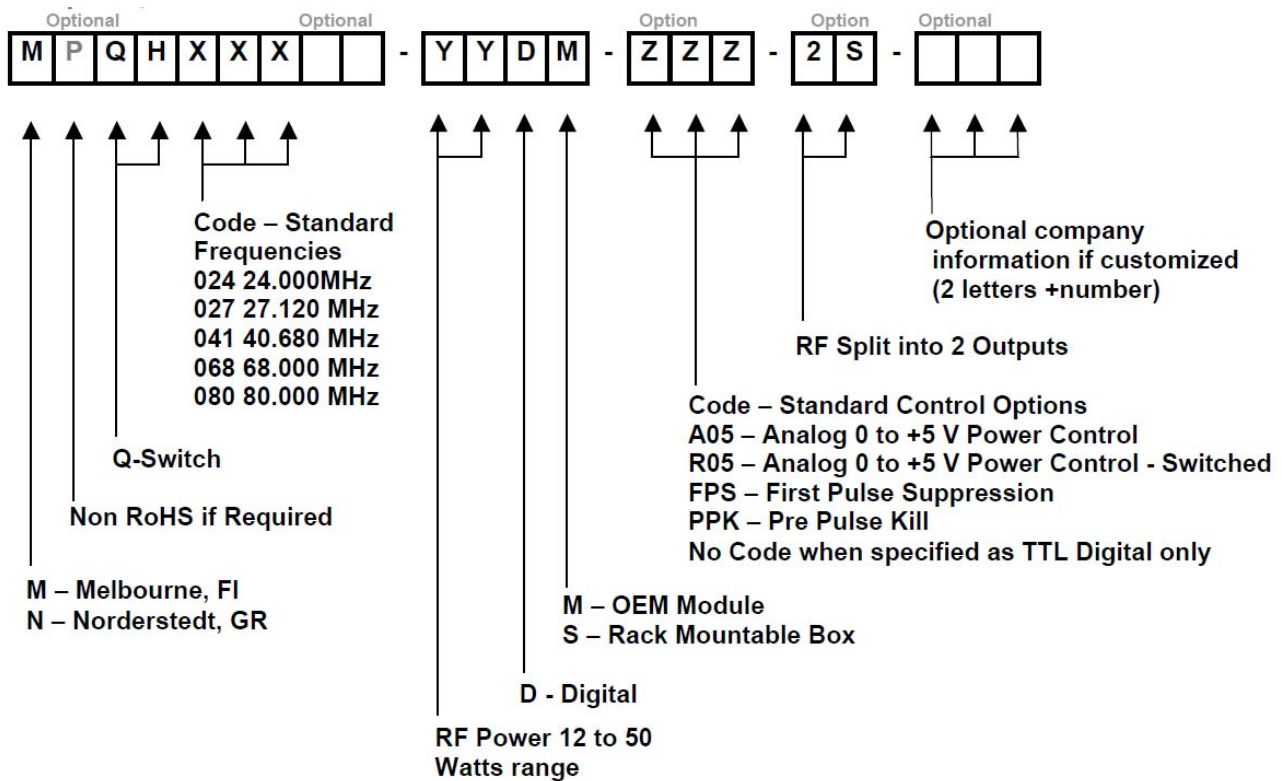 Optional Optional Option Option
M P Q H X X X - Y Y D M - Z Z Z - 2 S -
Code – Standard
Frequencies
024 24.000MHz
027 27.120 MHz
041 40.680 MHz
068 68.000 MHz
080 80.000 MHz
Optional company
information if customized
(2 letters +number)
RF Split into 2 Outputs
Code – Standard Control Options
A05 – Analog 0 to +5 V Power Control
R05 – Analog 0 to +5 V Power Control - Switched
FPS – First Pulse Suppression
PPK – Pre Pulse Kill
No Code when specified as TTL Digital only
Q-Switch
Non RoHS if Required
M – Melbourne, Fl
N – Norderstedt, GR
M – OEM Module
S – Rack Mountable Box
D - Digital
RF Power 12 to 50
Watts range